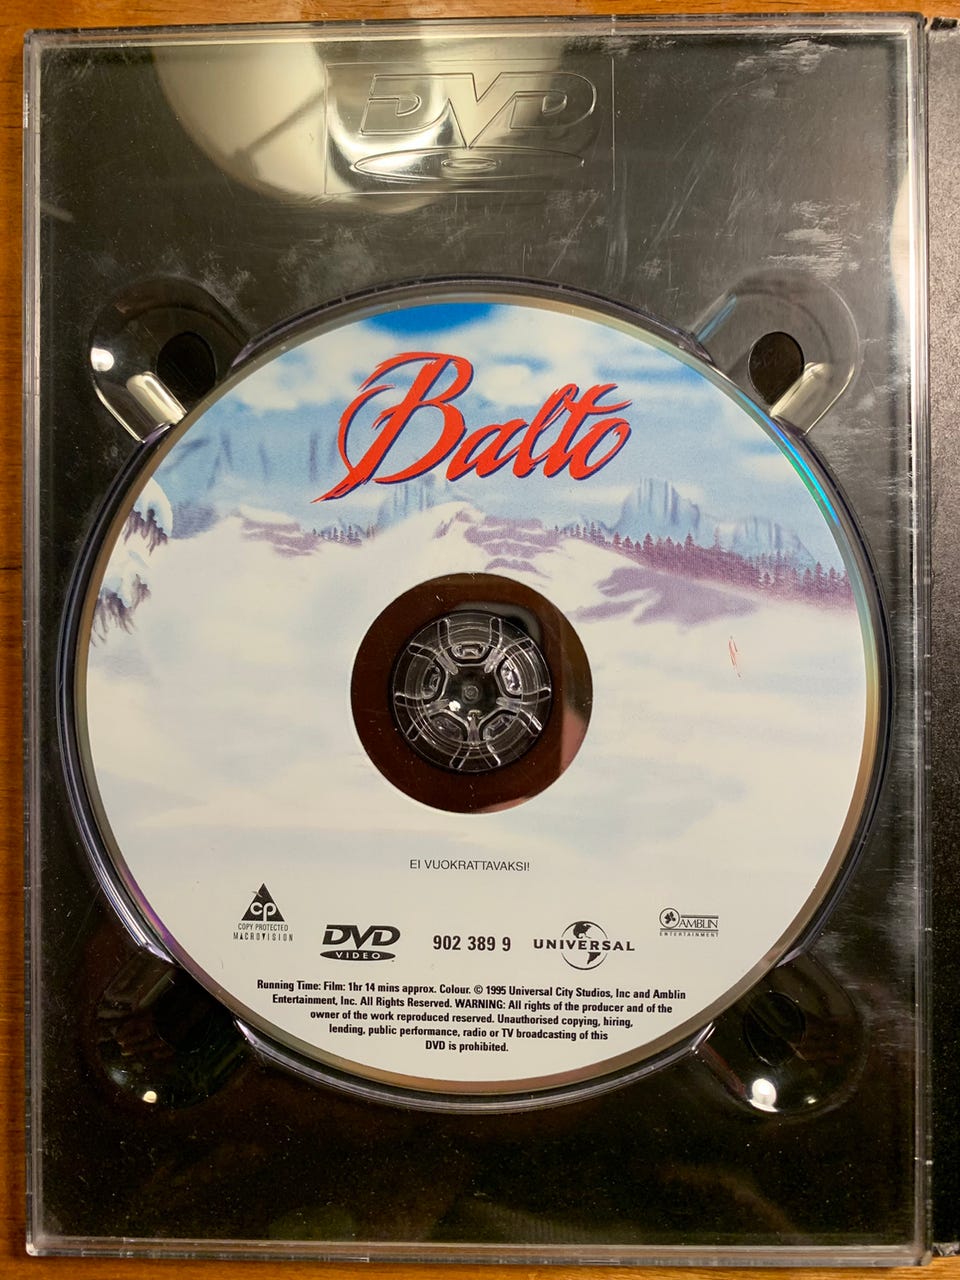 DVD
Balto
EI VUOKRATTAVAKSI!
CP
COPY PROTECTED
MACROVISION
DVD
VIDEO
902 389 9
UNIVERSAL
AMBLIN
ENTERTAINMENT
Running Time: Film: 1hr 14 mins approx. Colour. © 1995 Universal City Studios, Inc and Amblin
Entertainment, Inc. All Rights Reserved. WARNING: All rights of the producer and of the
owner of the work reproduced reserved. Unauthorised copying, hiring,
lending, public performance, radio or TV broadcasting of this
DVD is prohibited.